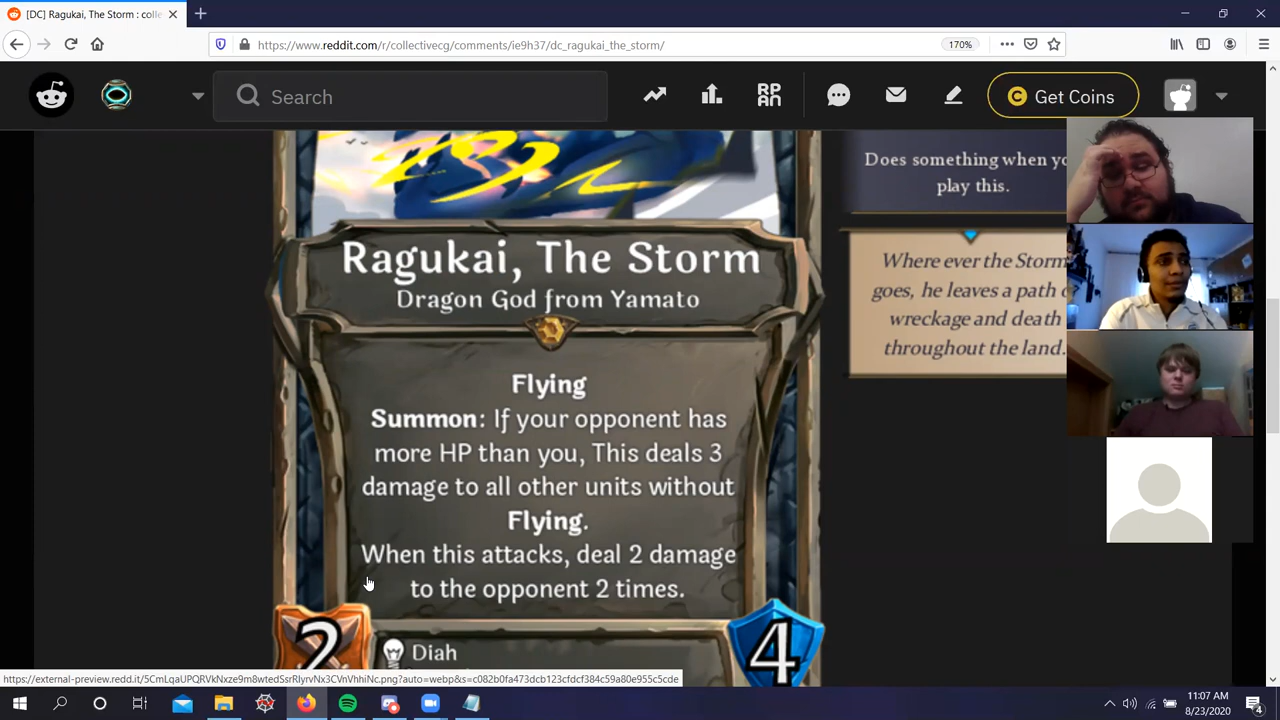 [DC] Ragukai, The Storm : colle
https://www.reddit.com/r/collectivecg/comments/ie9h37/dc_ragukai_the_storm/
170%
Search
RPAN
Get Coins
Does something when yo
play this.
Ragukai, The Storm
Dragon God from Yamato
Where ever the Storm
goes, he leaves a path o
wreckage and death
throughout the land.
Flying
Summon: If your opponent has
more HP than you, This deals 3
damage to all other units without
Flying.
When this attacks, deal 2 damage
to the opponent 2 times.
2
Diah
4
https://external-preview.redd.it/5CmLqaUPQRVkNxze9m8wtedSsrRlyrvNx3CVnVhhiNc.png?auto=webp&s=c082b0fa473dcb123cfdcf384c59a80e955c5cde
11:07 AM
8/23/2020
4